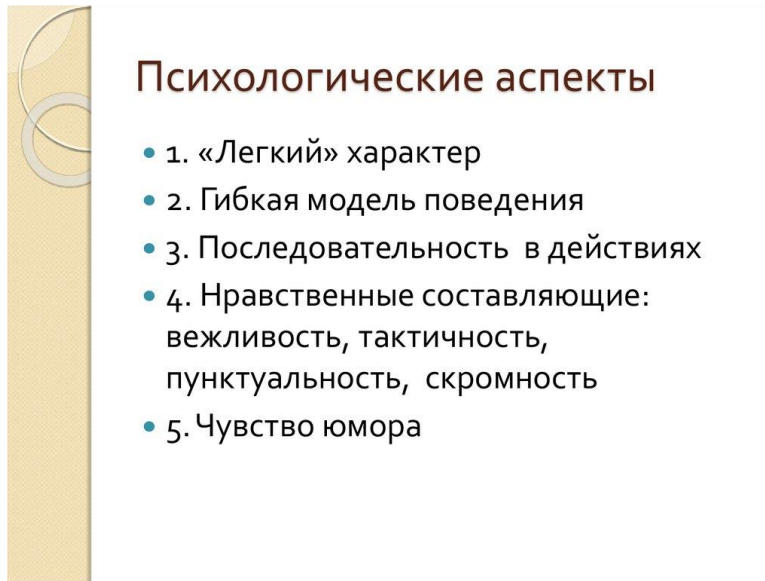 Психологические аспекты
• 1. «Легкий» характер
• 2. Гибкая модель поведения
• 3. Последовательность  в действиях
• 4. Нравственные составляющие:
вежливость, тактичность,
пунктуальность,  скромность
• 5. Чувство юмора